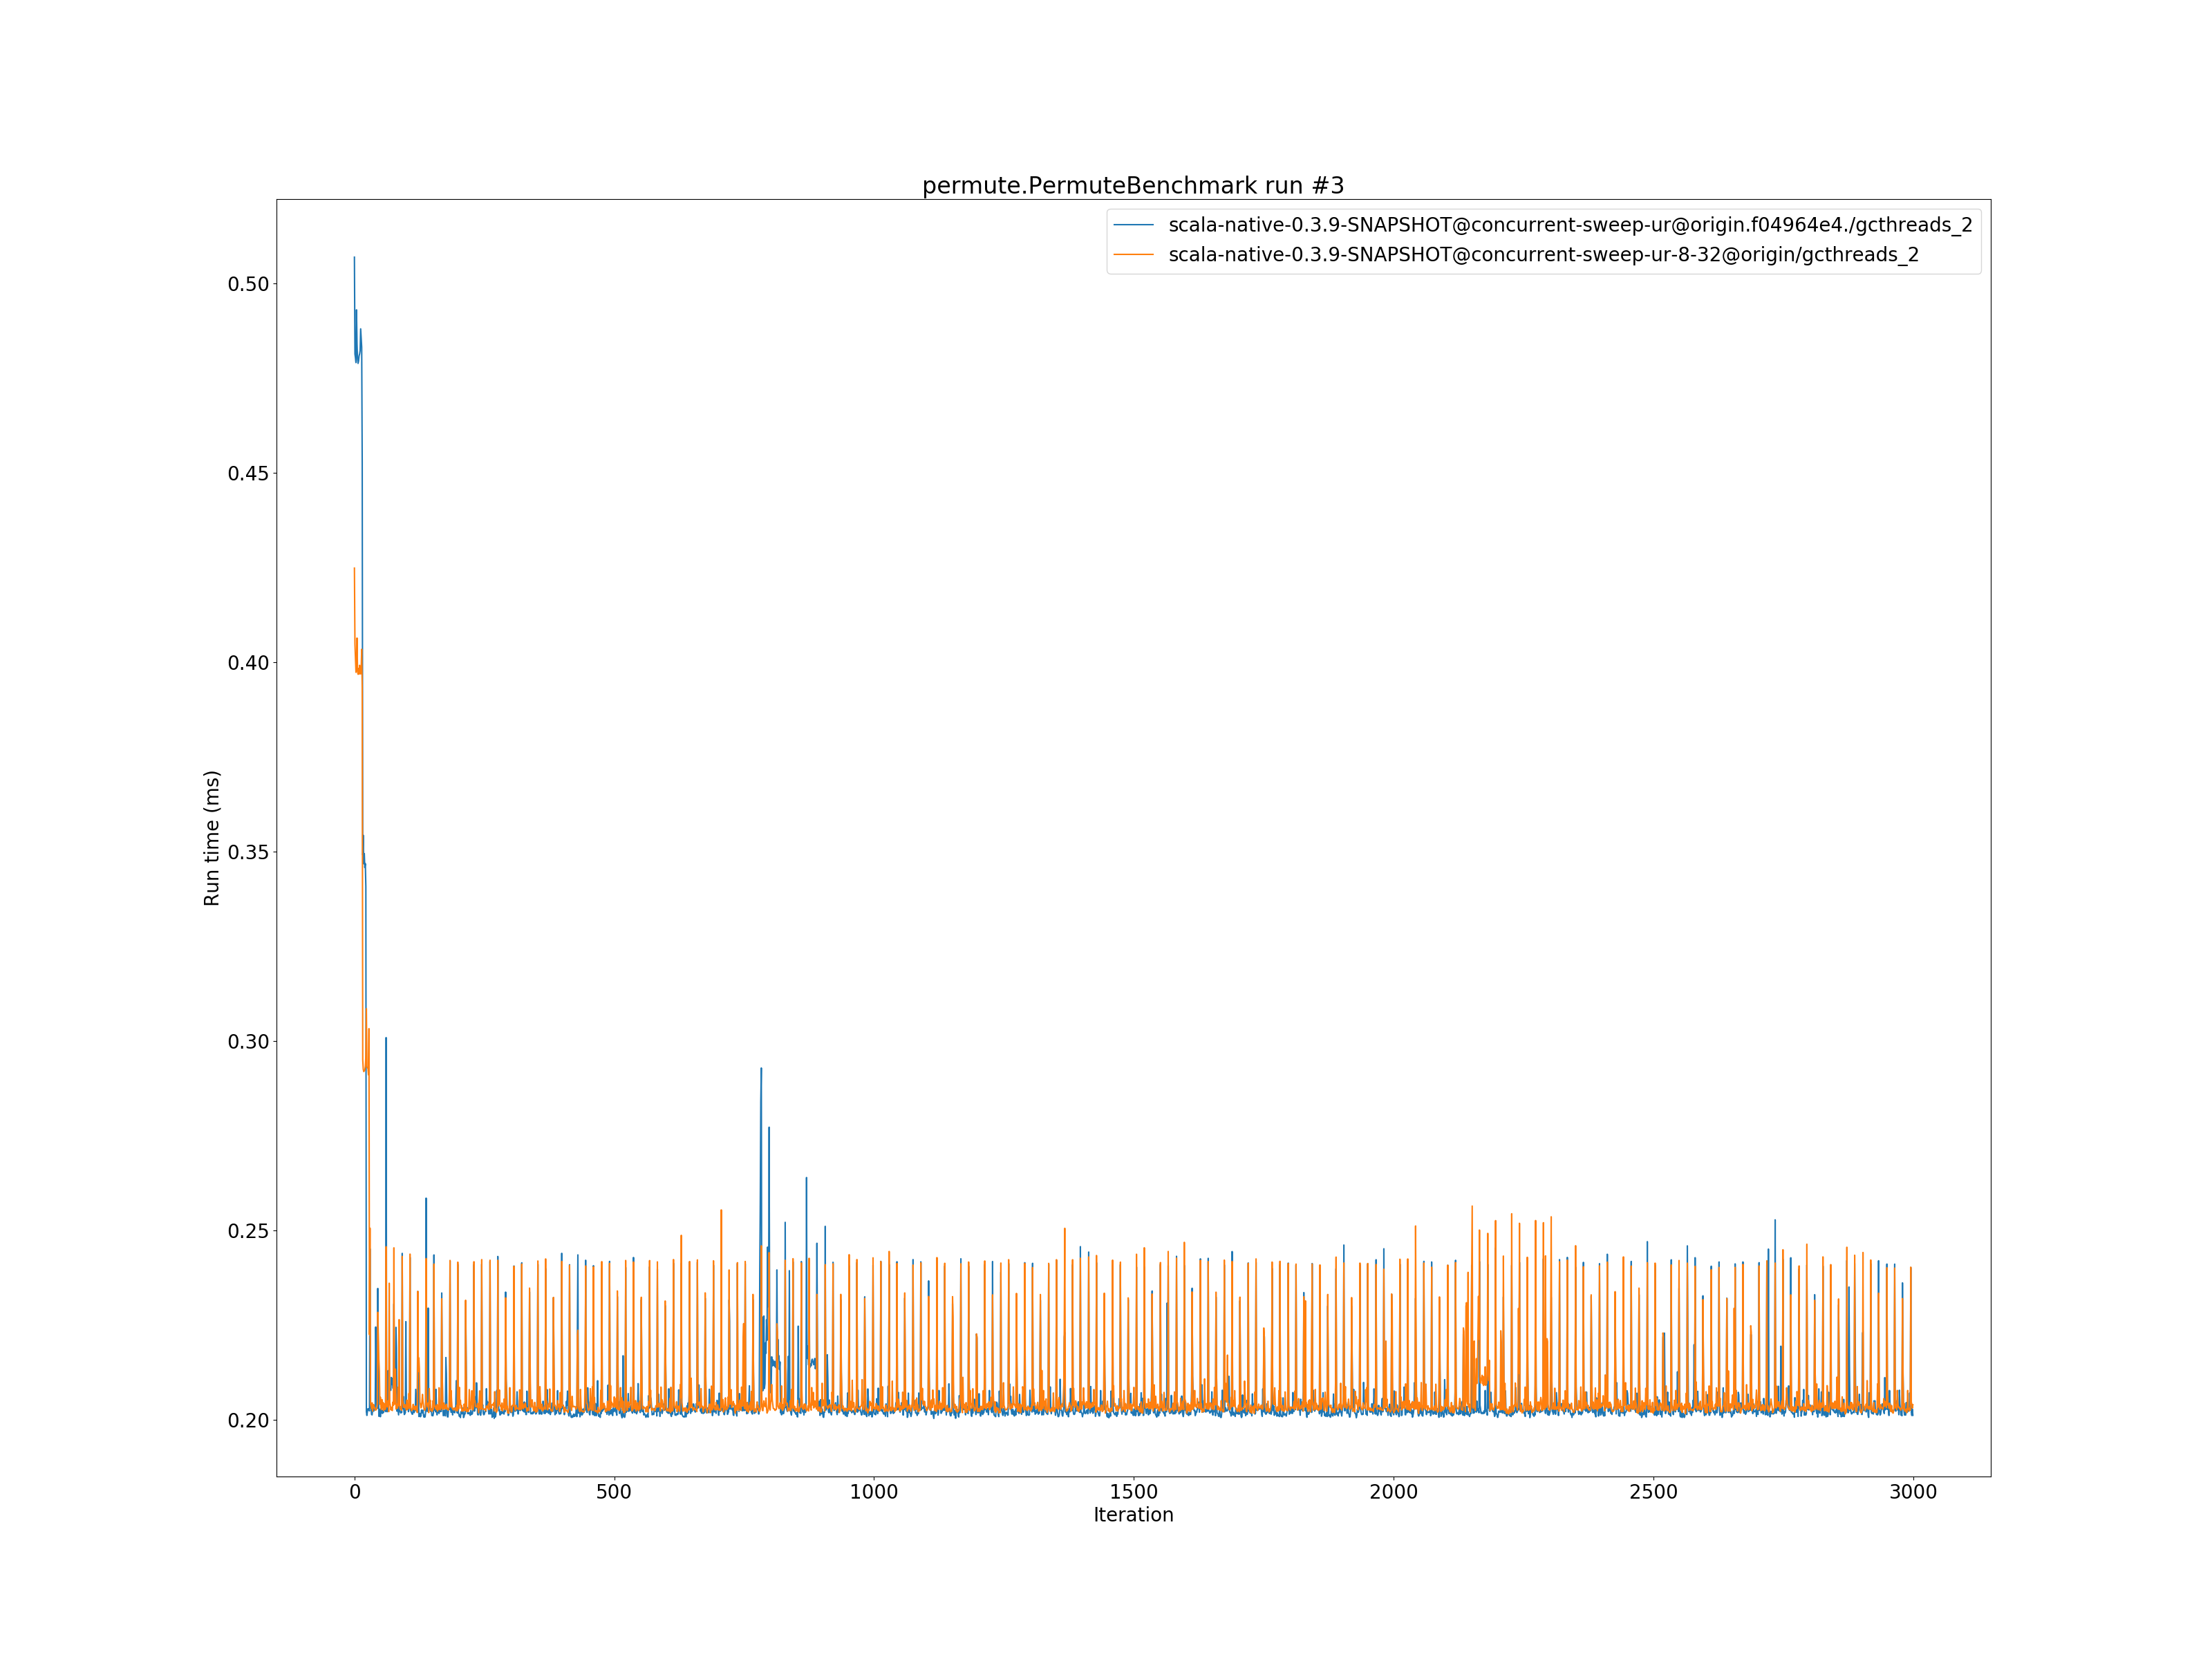 permute.PermuteBenchmark run #3
scala-native-0.3.9-SNAPSHOT@concurrent-sweep-ur@origin.f04964e4./gcthreads_2
scala-native-0.3.9-SNAPSHOT@concurrent-sweep-ur-8-32@origin/gcthreads_2
Run time (ms)
0.50
0.45
0.40
0.35
0.30
0.25
0.20
0 500 1000 1500 2000 2500 3000
Iteration